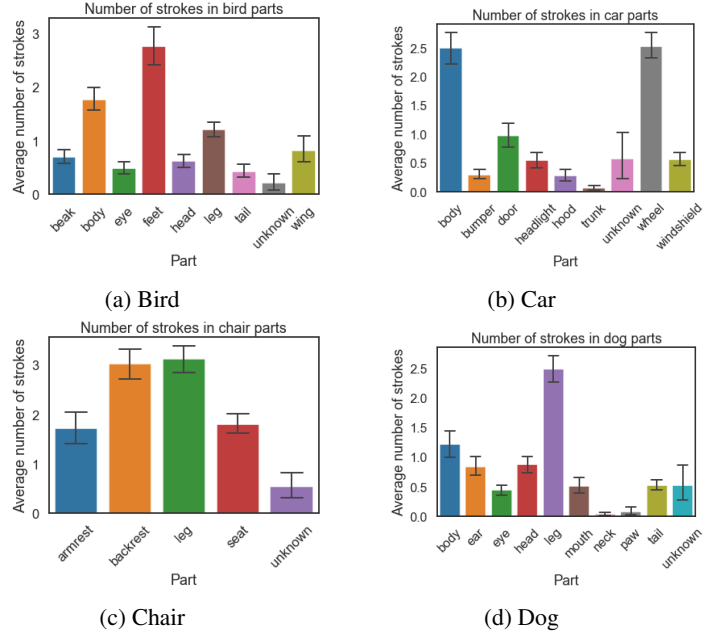 Number of strokes in bird parts
Average number of strokes
3
2
1
0
beak body eye feet head leg tail unknown wing
Part
(a) Bird
Number of strokes in car parts
Average number of strokes
2.5
2.0
1.5
1.0
0.5
0.0
body bumper door headlight hood trunk unknown wheel windshield
Part
(b) Car
Number of strokes in chair parts
Average number of strokes
3
2
1
0
armrest backrest leg seat unknown
Part
(c) Chair
Number of strokes in dog parts
Average number of strokes
2.5
2.0
1.5
1.0
0.5
0.0
body ear eye head leg mouth neck paw tail unknown
Part
(d) Dog